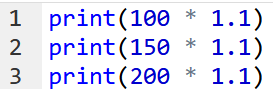 1 print(100 * 1.1)
2 print(150 * 1.1)
3 print(200 * 1.1)